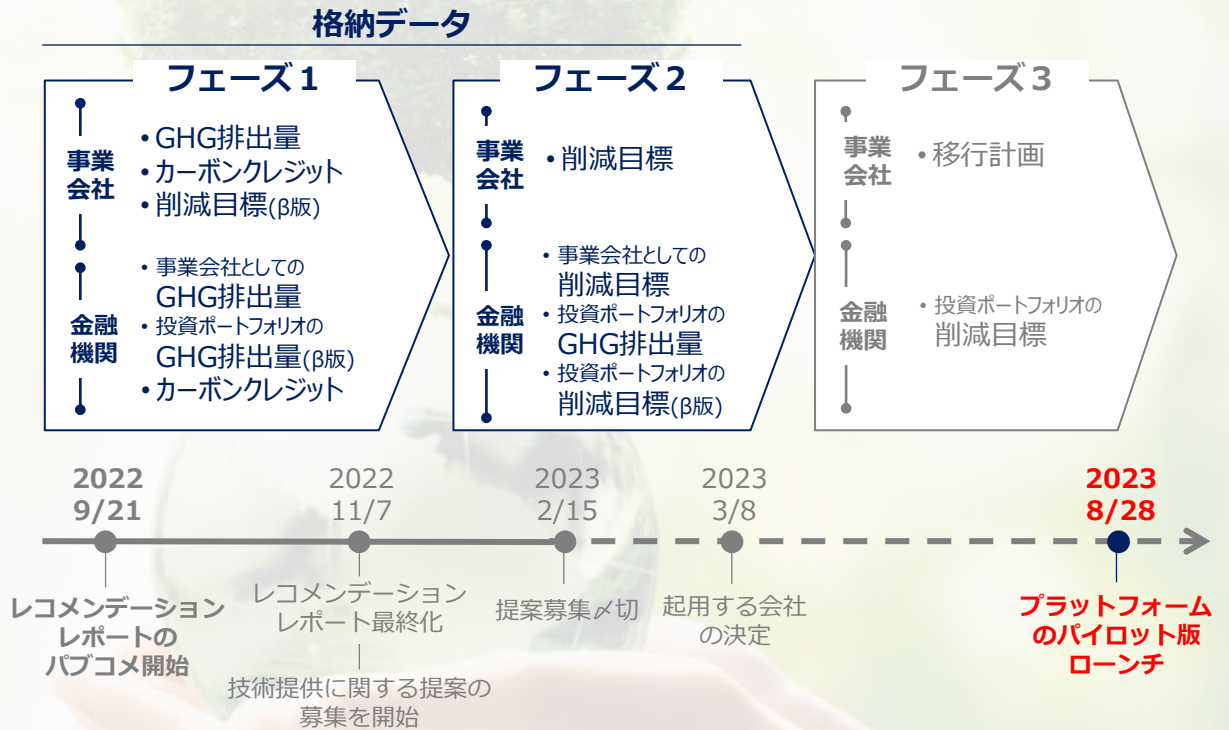 格納データ
フェーズ1
事業
会社
• GHG排出量
• カーボンクレジット
• 削減目標(β版)
金融
機関
• 事業会社としての
GHG排出量
• 投資ポートフォリオの
GHG排出量(β版)
• カーボンクレジット
フェーズ2
事業
会社
• 削減目標
金融
機関
• 事業会社としての
削減目標
• 投資ポートフォリオの
GHG排出量
• 投資ポートフォリオの
削減目標(β版)
フェーズ3
事業
会社
• 移行計画
金融
機関
• 投資ポートフォリオの
削減目標
2022
9/21
レコメンデーション
レポートの
パブコメ開始
2022
11/7
レコメンデーション
レポート最終化
技術提供に関する提案の
募集を開始
2023
2/15
提案募集〆切
2023
3/8
起用する会社
の決定
2023
8/28
プラットフォーム
のパイロット版
ローンチ